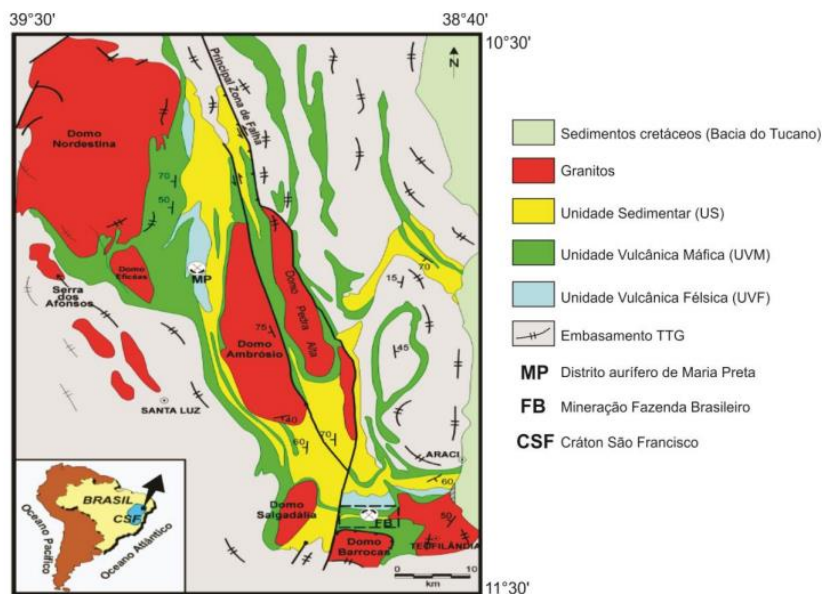 39°30'
38°40'
10°30'
N
Principal Zona de Falha
Domo
Nordestina
70
50
Domo
Eficéas
MP
Serra
dos
Afonsos
75
Domo
Ambrósio
Domo Pedra Alta
70
15
45
SANTA LUZ
40
60
70
ARACI
60
Domo
Salgadália
FB
50
TEOFILÂNDIA
Domo
Barrocas
0 10
km
11°30'
BRASIL
CSF
Oceano Pacífico
Oceano Atlântico
Sedimentos cretáceos (Bacia do Tucano)
Granitos
Unidade Sedimentar (US)
Unidade Vulcânica Máfica (UVM)
Unidade Vulcânica Félsica (UVF)
Embasamento TTG
MP Distrito aurífero de Maria Preta
FB Mineração Fazenda Brasileiro
CSF Cráton São Francisco